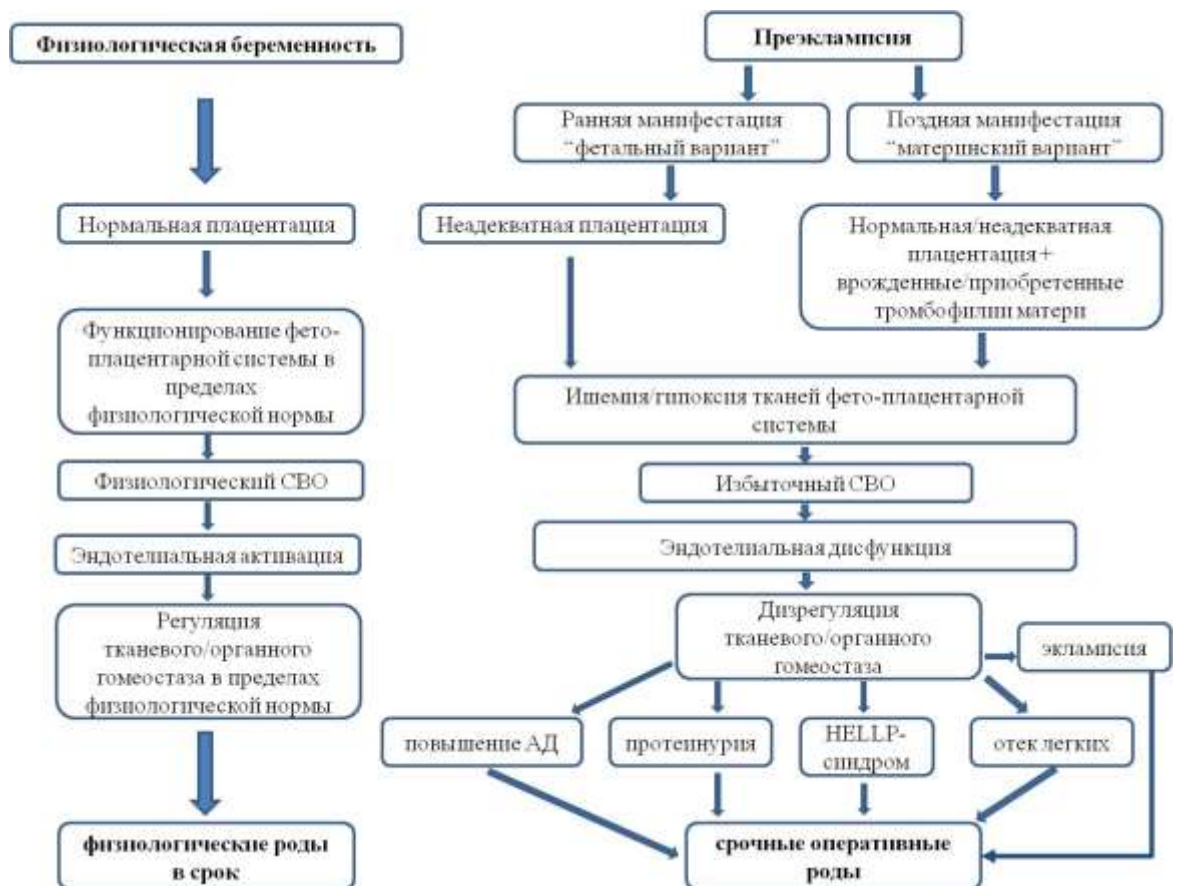 Физиологическая беременность
Нормальная плацентация
Функционирование фето-
плацентарной системы в
пределах
физиологической нормы
Физиологический СВО
Эндотелиальная активация
Регуляция
тканевого/органного
гомеостаза в пределах
физиологической нормы
физиологические роды
в срок
Преэклампсия
Ранняя манифестация
“фетальный вариант”
Поздняя манифестация
“материнский вариант”
Неадекватная плацентация
Нормальная/неадекватная
плацентация +
врожденные/приобретенные
тромбофилии матери
Ишемия/гипоксия тканей фето-плацентарной
системы
Избыточный СВО
Эндотелиальная дисфункция
Дизрегуляция
тканевого/органного
гомеостаза
эклампсия
повышение АД
протеинурия
HELLP-
синдром
отек легких
срочные оперативные
роды